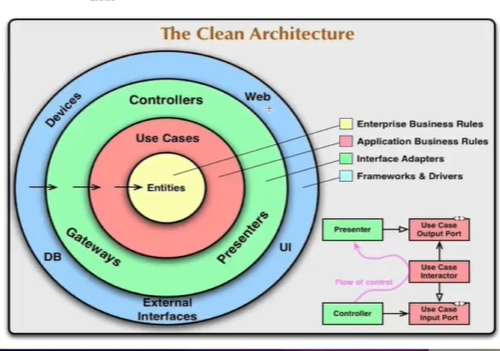 The Clean Architecture
Devices
Web
Controllers
Use Cases
Entities
Gateways
Presenters
DB
UI
External
Interfaces
Enterprise Business Rules
Application Business Rules
Interface Adapters
Frameworks & Drivers
Presenter
Use Case
Output Port
Flow of control
Use Case
Interactor
Controller
Use Case
Input Port